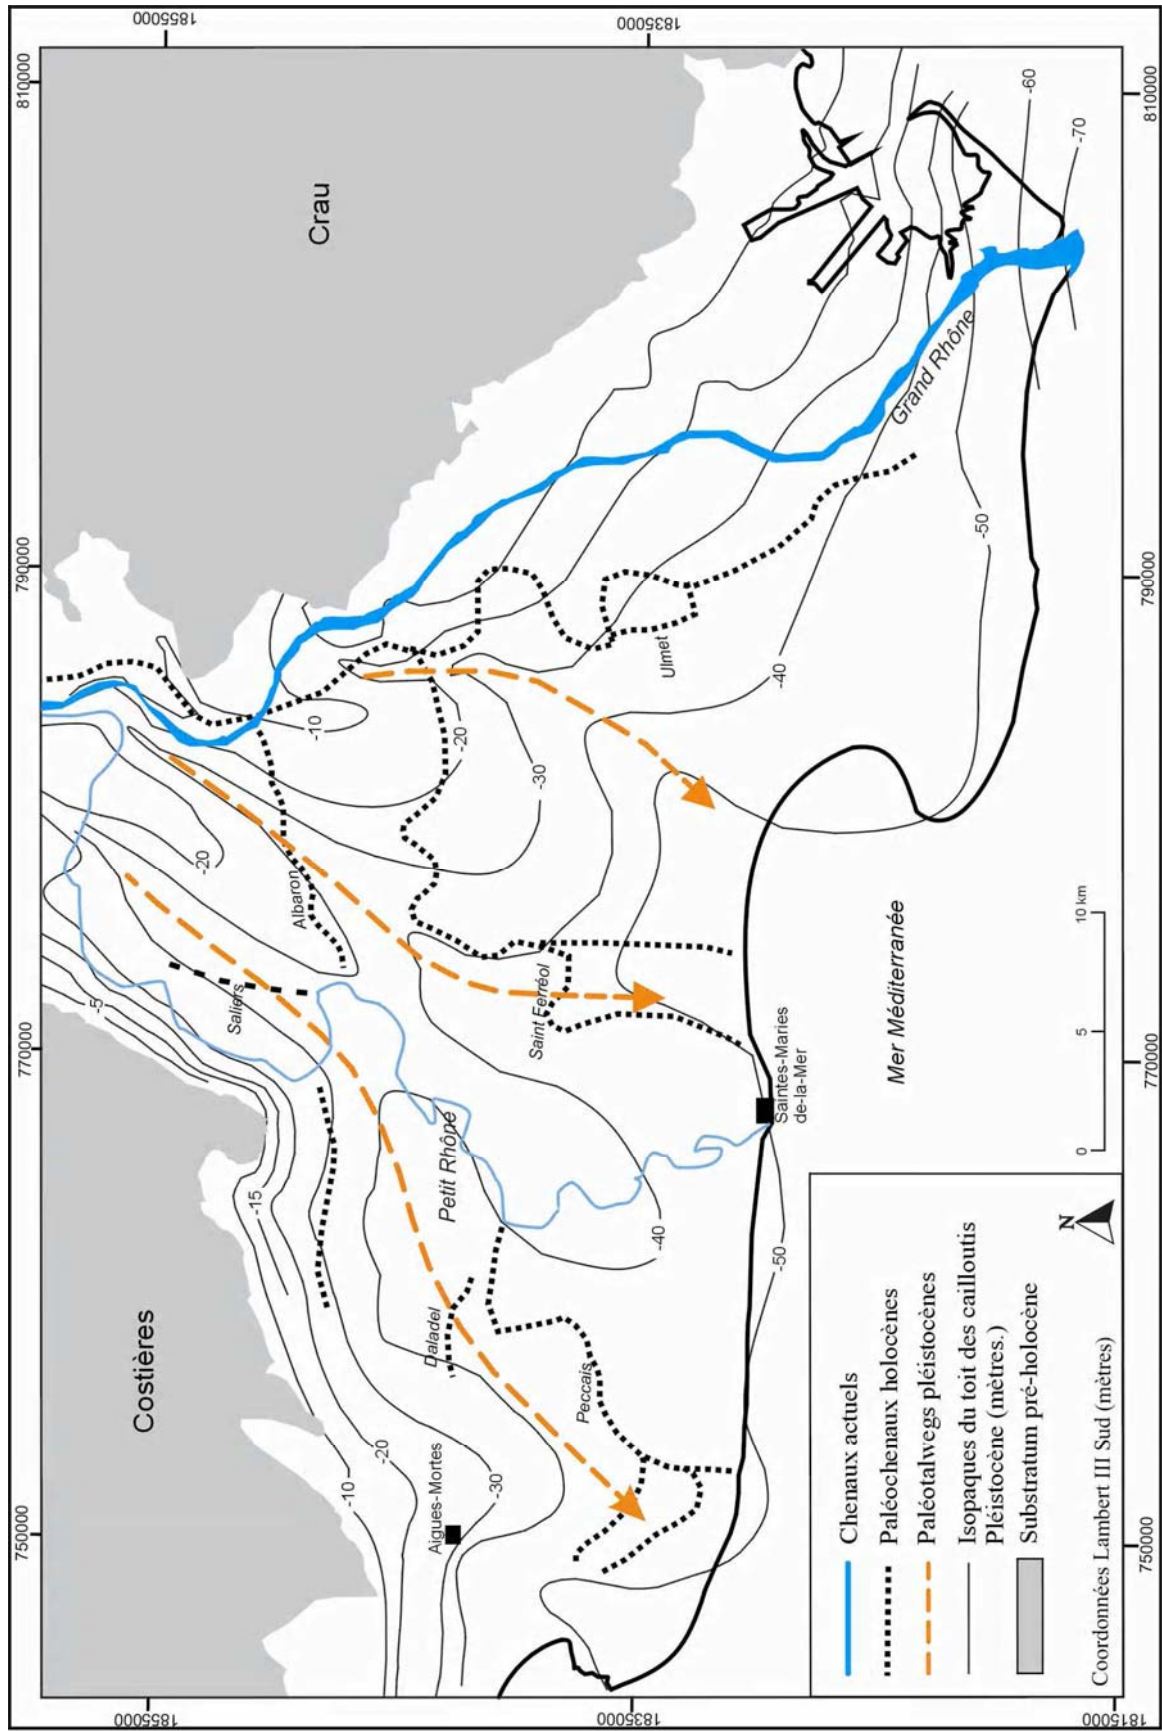 750000
770000
790000
810000
1855000
1855000
Costières
Crau
-5
-20
Saliers
Albaron
-10
-15
-10
-20
Aigues-Mortes
Daladel
Petit Rhône
-20
-30
-30
Saint Ferréol
Peccais
Ulmet
1835000
1835000
-40
-40
Saintes-Maries
de-la-Mer
-50
Mer Méditerranée
Grand Rhône
-50
-60
-70
Chenaux actuels
Paléochenaux holocènes
Paléotalwegs pléistocènes
Isopaques du toit des cailloutis
Pléistocène (mètres.)
Substratum pré-holocène
Coordonnées Lambert III Sud (mètres)
N
0
5
10 km
1815000
750000
770000
790000
810000